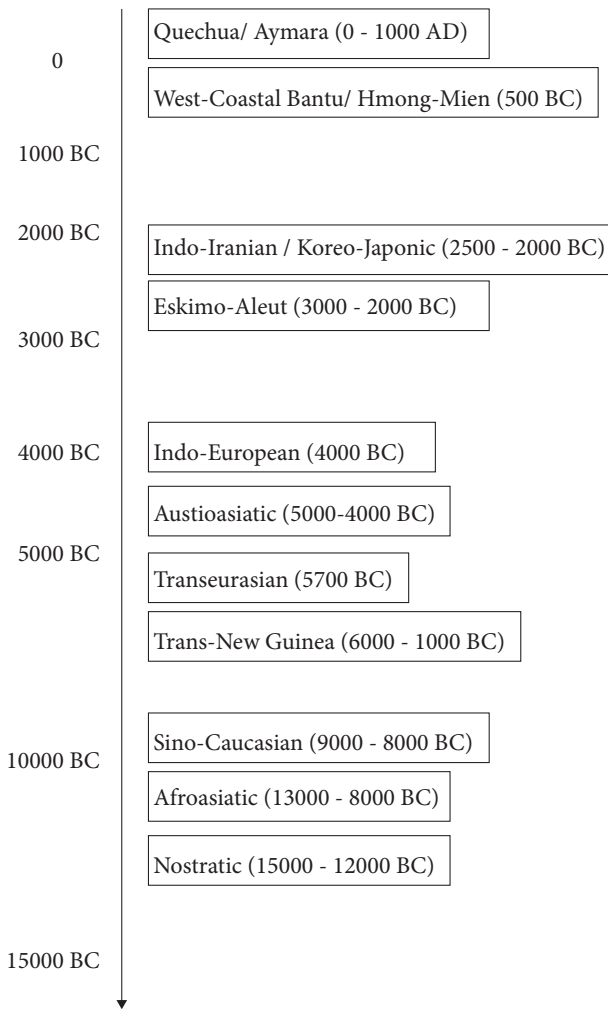 Quechua/ Aymara (0 - 1000 AD)
0
West-Coastal Bantu/ Hmong-Mien (500 BC)
1000 BC
2000 BC
Indo-Iranian / Koreo-Japonic (2500 - 2000 BC)
Eskimo-Aleut (3000 - 2000 BC)
3000 BC
4000 BC
Indo-European (4000 BC)
Austioasiatic (5000-4000 BC)
5000 BC
Transeurasian (5700 BC)
Trans-New Guinea (6000 - 1000 BC)
Sino-Caucasian (9000 - 8000 BC)
10000 BC
Afroasiatic (13000 - 8000 BC)
Nostratic (15000 - 12000 BC)
15000 BC